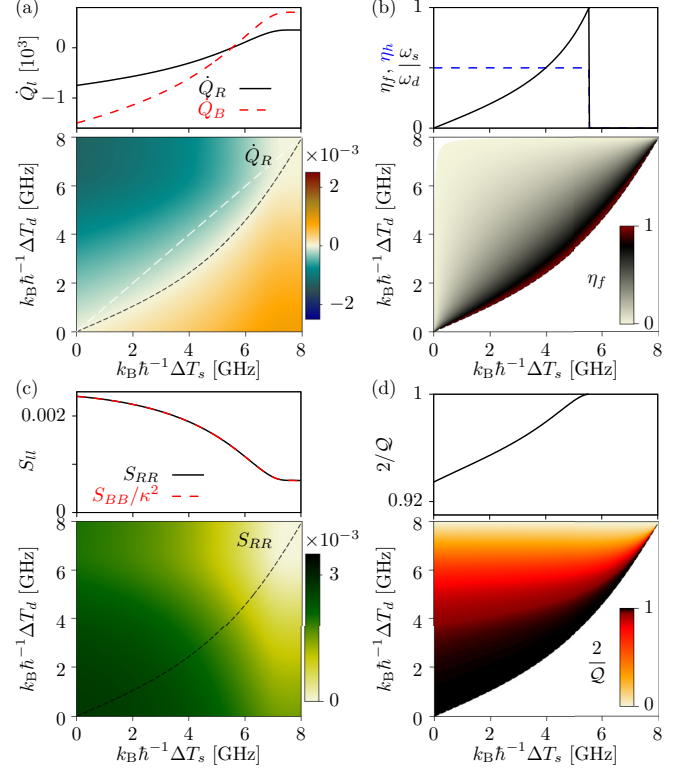 (a)
0
−1
Q̇_l [10³]
Q̇_R
Q̇_B
8
6
4
2
0
k_B ħ⁻¹ ΔT_d [GHz]
Q̇_R
×10⁻³
2
0
−2
0 2 4 6 8
k_B ħ⁻¹ ΔT_s [GHz]
(b)
1
0.5
0
η_f, η_h, ω_s/ω_d
8
6
4
2
0
k_B ħ⁻¹ ΔT_d [GHz]
1
0
η_f
0 2 4 6 8
k_B ħ⁻¹ ΔT_s [GHz]
(c)
0.002
0
S_ll
S_RR
S_BB/κ²
8
6
4
2
0
k_B ħ⁻¹ ΔT_d [GHz]
S_RR
×10⁻³
3
0
0 2 4 6 8
k_B ħ⁻¹ ΔT_s [GHz]
(d)
1
0.92
2/𝒬
8
6
4
2
0
k_B ħ⁻¹ ΔT_d [GHz]
2/𝒬
1
0
0 2 4 6 8
k_B ħ⁻¹ ΔT_s [GHz]